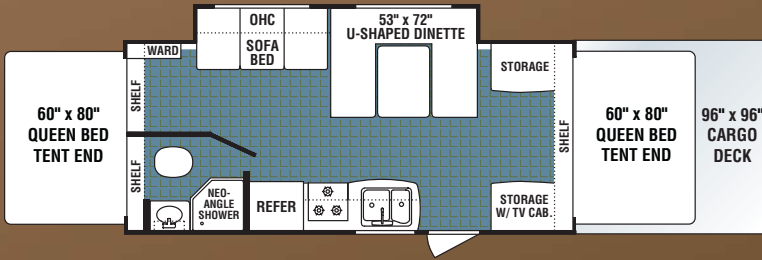 60" x 80"
QUEEN BED
TENT END
SHELF
SHELF
WARD
OHC
SOFA
BED
53" x 72"
U-SHAPED DINETTE
STORAGE
SHELF
60" x 80"
QUEEN BED
TENT END
96" x 96"
CARGO
DECK
NEO-
ANGLE
SHOWER
REFER
STORAGE
W/ TV CAB.